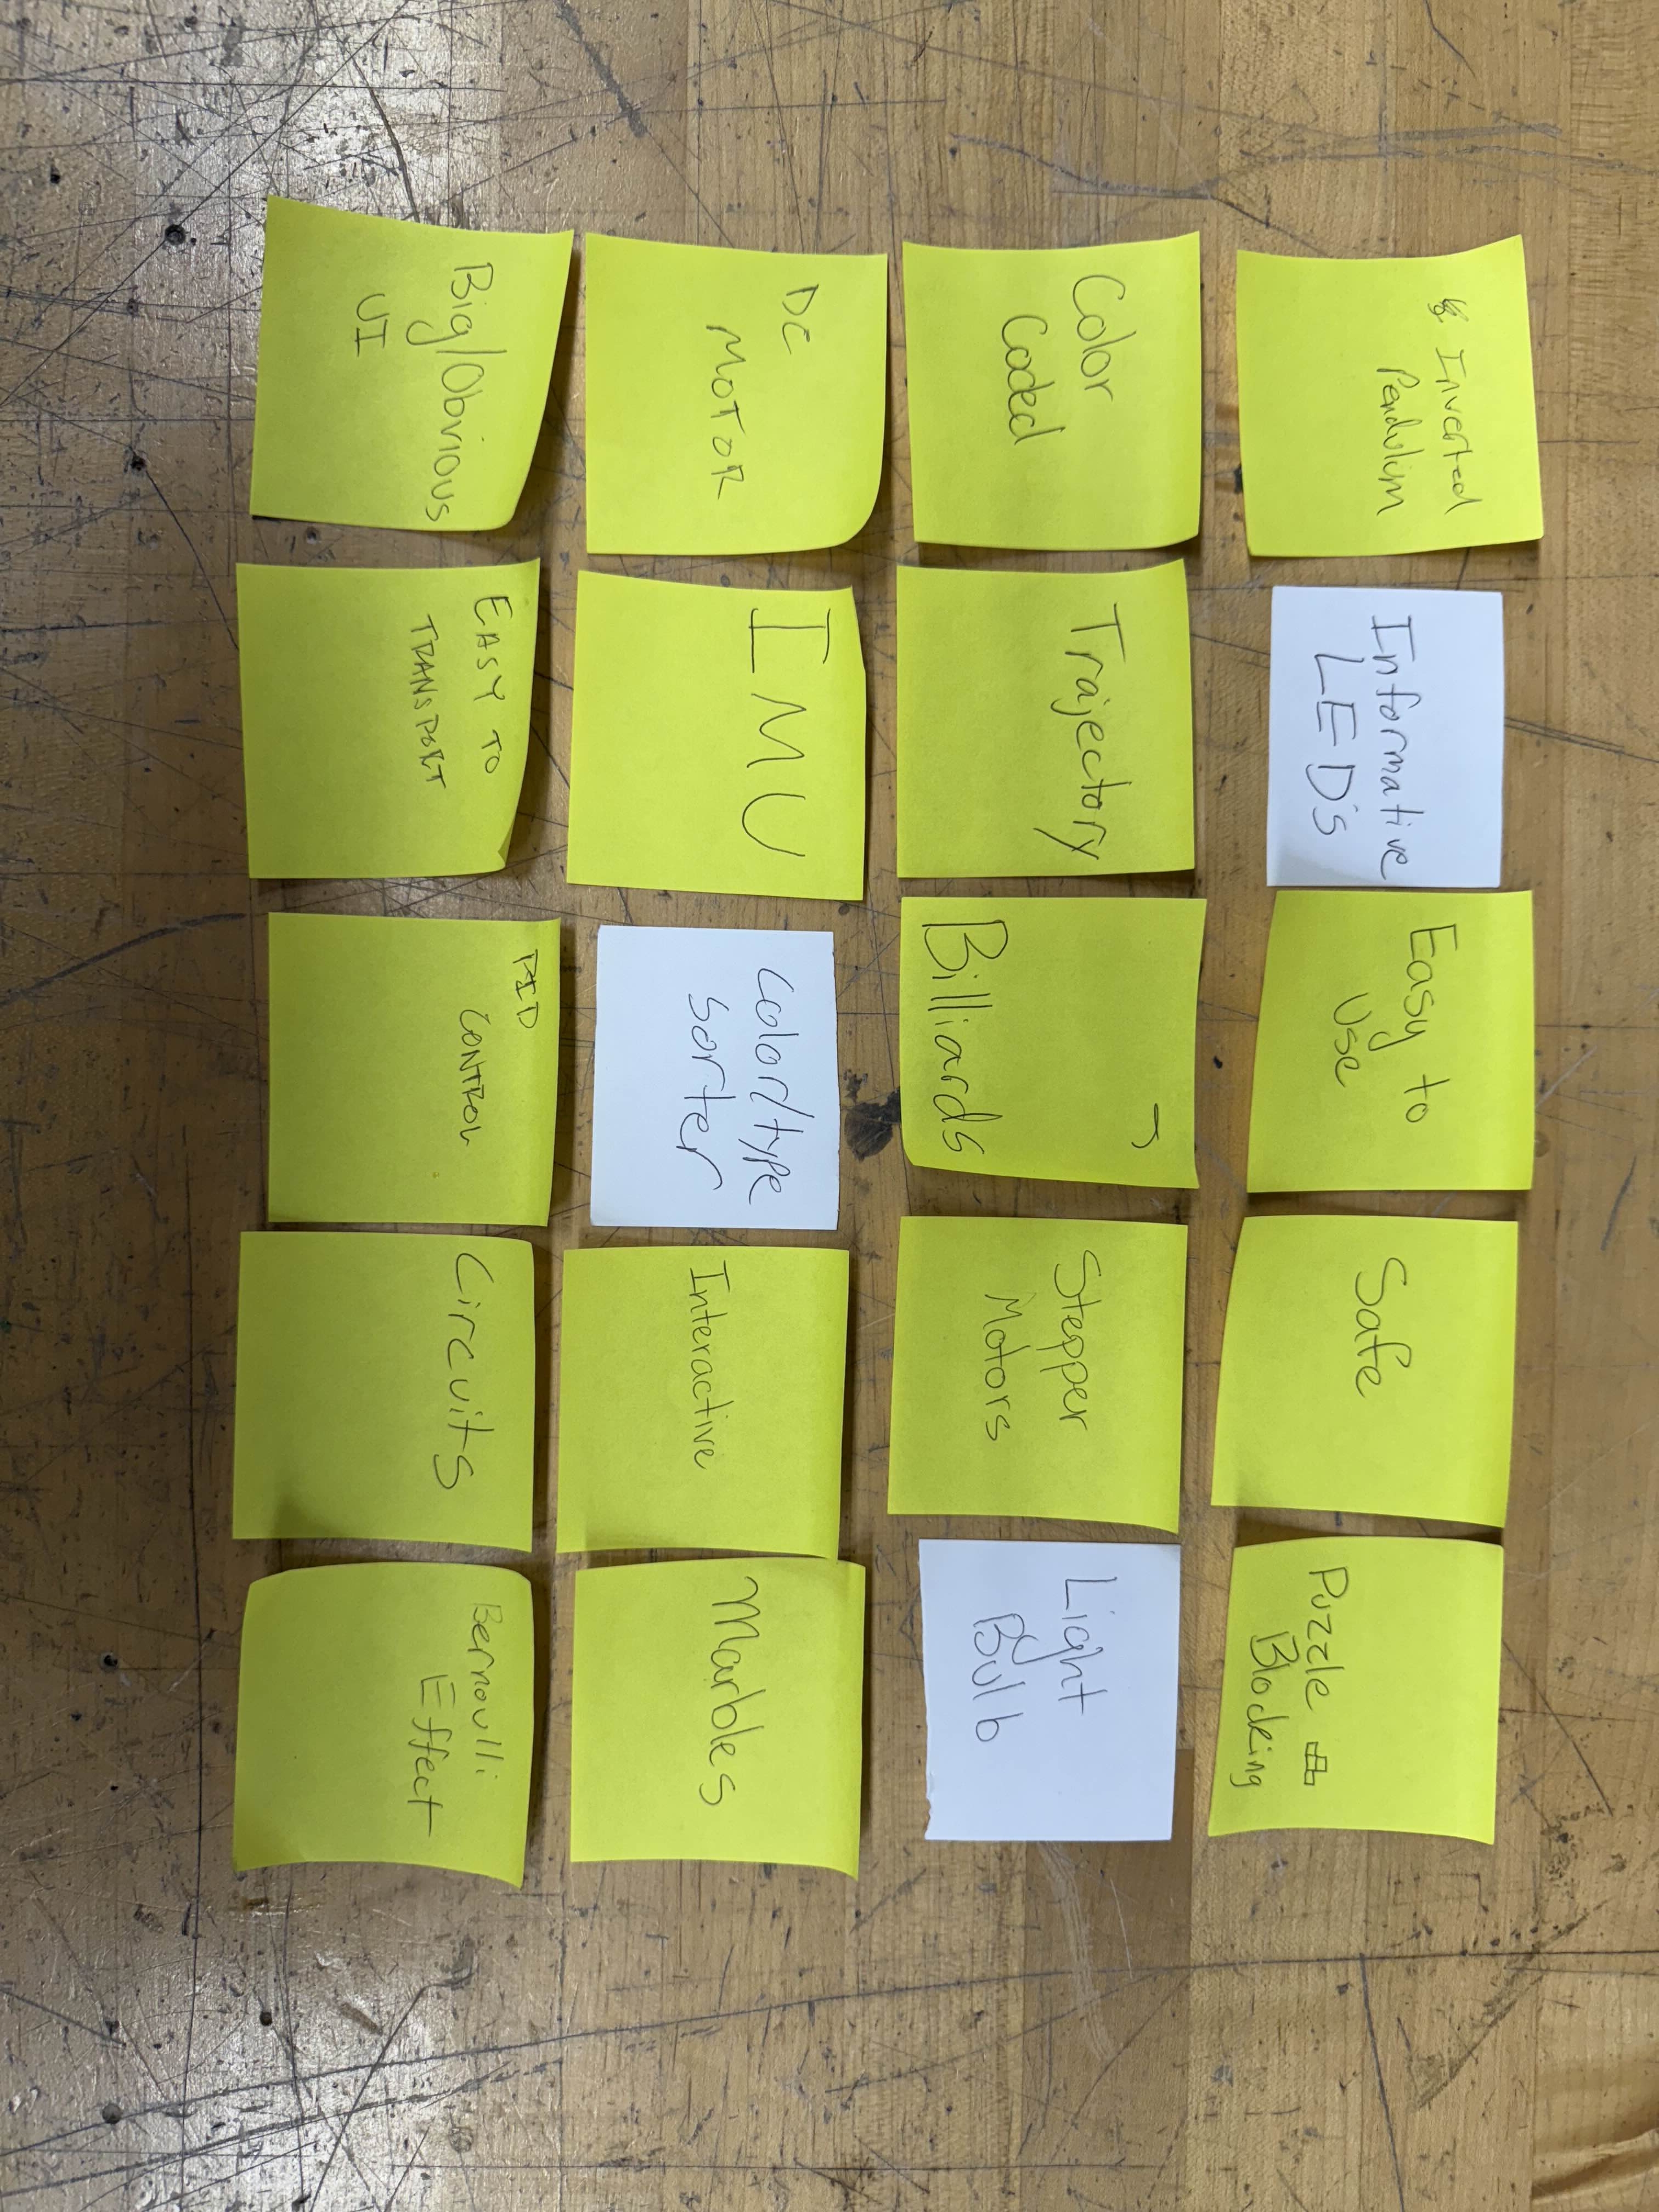 Inverted
Pendulum
Informative
LED's
Easy to
Use
Safe
Puzzle
Blocking
Color
Coded
Trajectory
Billiards
Stepper
Motors
Light
Bulb
DC
MOTOR
IMU
Color/type
Sorter
Interactive
Marbles
Big/Obvious
UI
EASY TO
TRANSPORT
PID
CONTROL
Circuits
Bernoulli
Effect